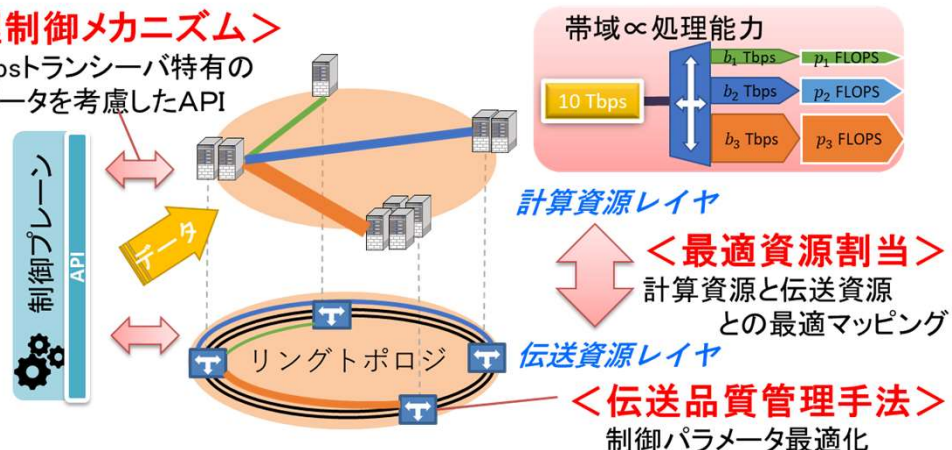 制御メカニズム＞
psトランシーバ特有の
ータを考慮したAPI
帯域∝処理能力
10 Tbps
b₁ Tbps
p₁ FLOPS
b₂ Tbps
p₂ FLOPS
b₃ Tbps
p₃ FLOPS
制御プレーン
API
データ
計算資源レイヤ
＜最適資源割当＞
計算資源と伝送資源
との最適マッピング
リングトポロジ
伝送資源レイヤ
＜伝送品質管理手法＞
制御パラメータ最適化